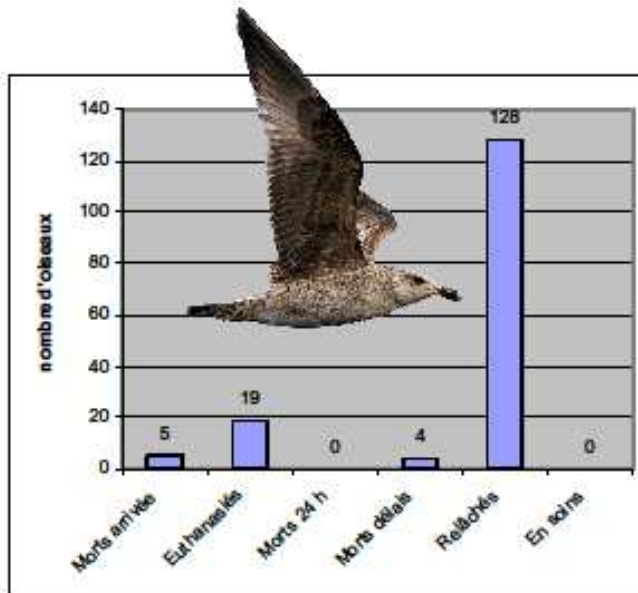 nombre d'oiseaux
140
120
100
80
60
40
20
0
5
19
0
4
128
0
Morts arrivée
Euthanasiés
Morts 24 h
Morts délais
Relâchés
En soins